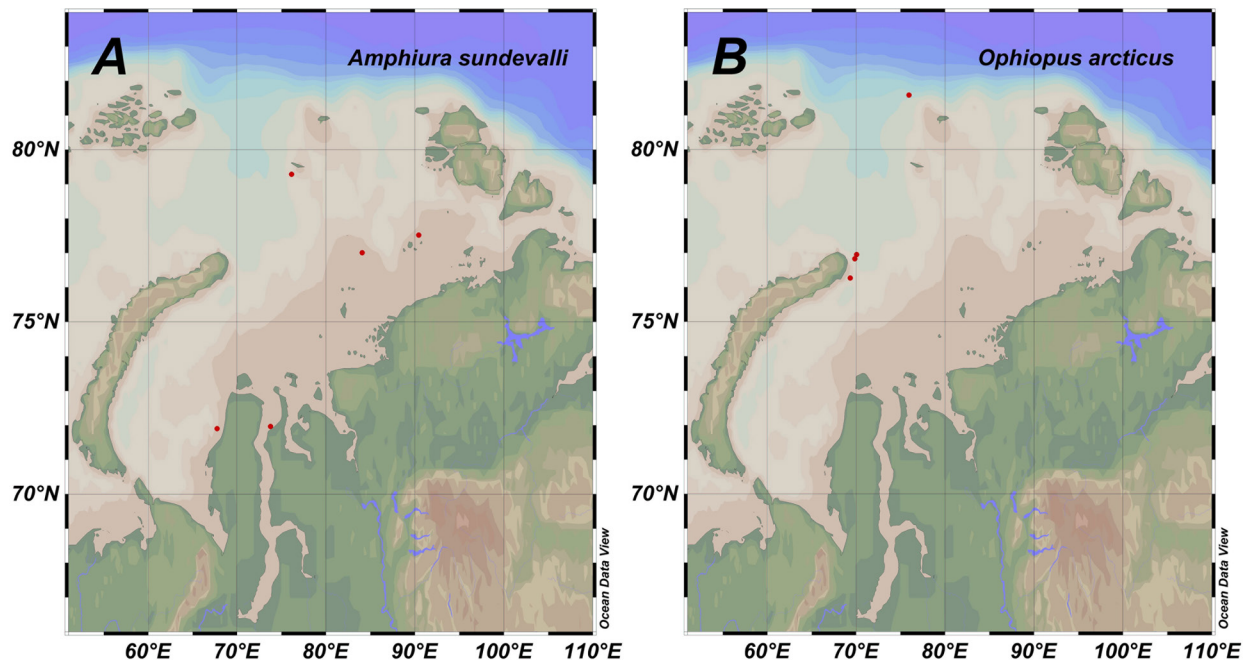 A
Amphiura sundevalli
B
Ophiopus arcticus
80°N
75°N
70°N
60°E
70°E
80°E
90°E
100°E
110°E
Ocean Data View
80°N
75°N
70°N
60°E
70°E
80°E
90°E
100°E
110°E
Ocean Data View